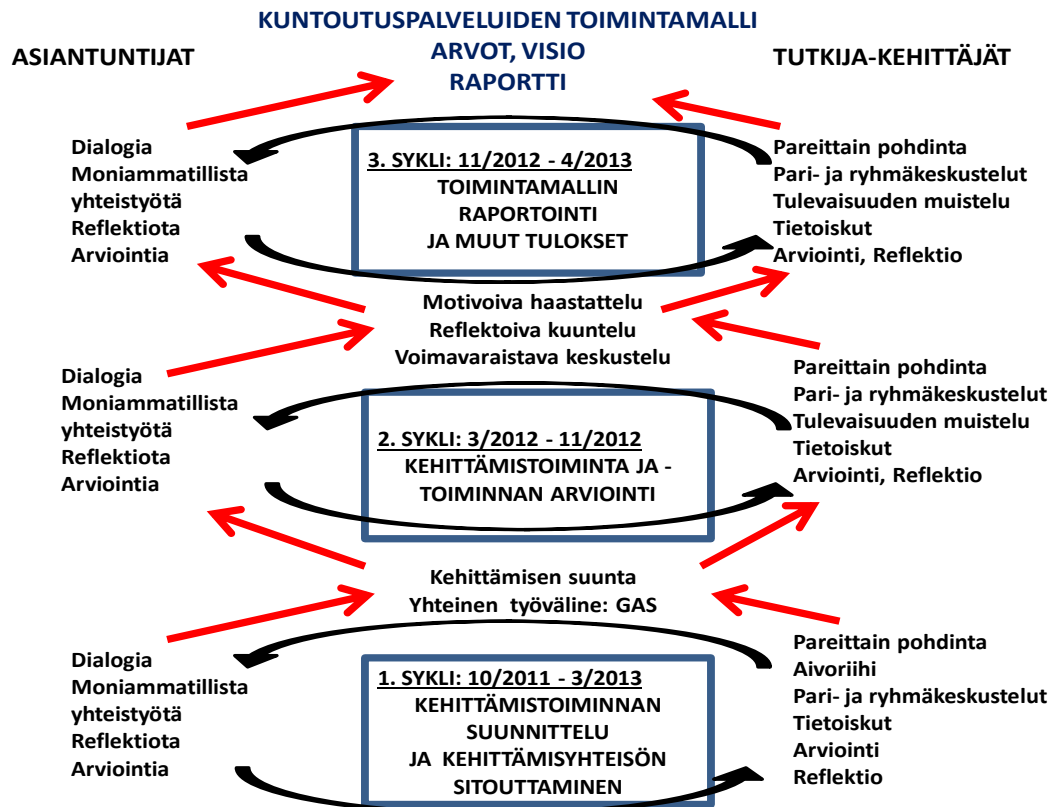 KUNTOUTUSPALVELUIDEN TOIMINTAMALLI
ARVOT, VISIO
RAPORTTI
ASIANTUNTIJAT
TUTKIJA-KEHITTÄJÄT
Dialogia
Moniammatillista
yhteistyötä
Reflektiota
Arviointia
3. SYKLI: 11/2012 - 4/2013
TOIMINTAMALLIN
RAPORTOINTI
JA MUUT TULOKSET
Pareittain pohdinta
Pari- ja ryhmäkeskustelut
Tulevaisuuden muistelu
Tietoiskut
Arviointi, Reflektio
Motivoiva haastattelu
Reflektoiva kuuntelu
Voimavaraistava keskustelu
Dialogia
Moniammatillista
yhteistyötä
Reflektiota
Arviointia
2. SYKLI: 3/2012 - 11/2012
KEHITTÄMISTOIMINTA JA -
TOIMINNAN ARVIOINTI
Pareittain pohdinta
Pari- ja ryhmäkeskustelut
Tulevaisuuden muistelu
Tietoiskut
Arviointi, Reflektio
Kehittämisen suunta
Yhteinen työväline: GAS
Dialogia
Moniammatillista
yhteistyötä
Reflektiota
Arviointia
1. SYKLI: 10/2011 - 3/2013
KEHITTÄMISTOIMINNAN
SUUNNITTELU
JA KEHITTÄMISYHTEISÖN
SITOUTTAMINEN
Pareittain pohdinta
Aivoriihi
Pari- ja ryhmäkeskustelut
Tietoiskut
Arviointi
Reflektio